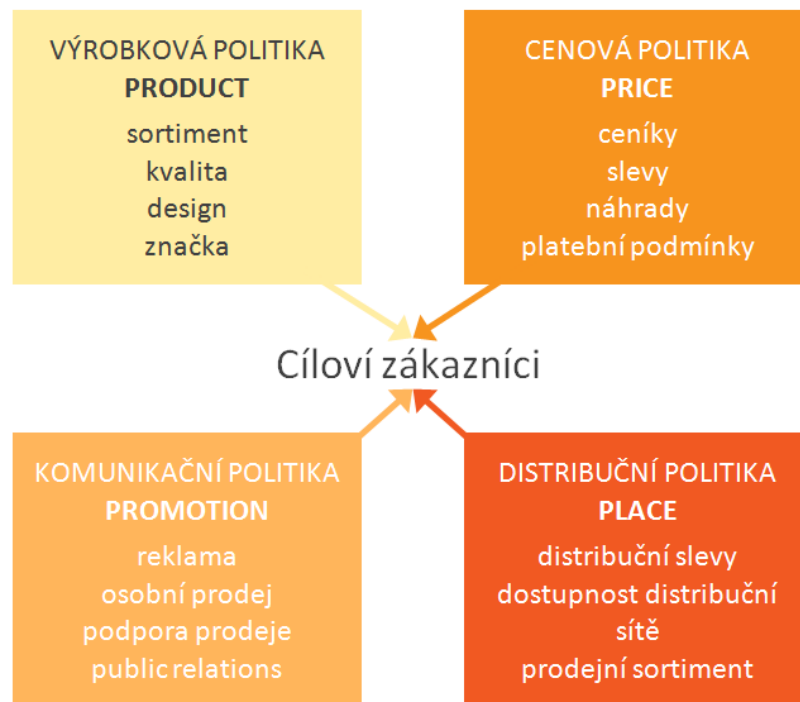 VÝROBKOVÁ POLITIKA
PRODUCT
sortiment
kvalita
design
značka
CENOVÁ POLITIKA
PRICE
ceníky
slevy
náhrady
platební podmínky
Cíloví zákazníci
KOMUNIKAČNÍ POLITIKA
PROMOTION
reklama
osobní prodej
podpora prodeje
public relations
DISTRIBUČNÍ POLITIKA
PLACE
distribuční slevy
dostupnost distribuční
sítě
prodejní sortiment